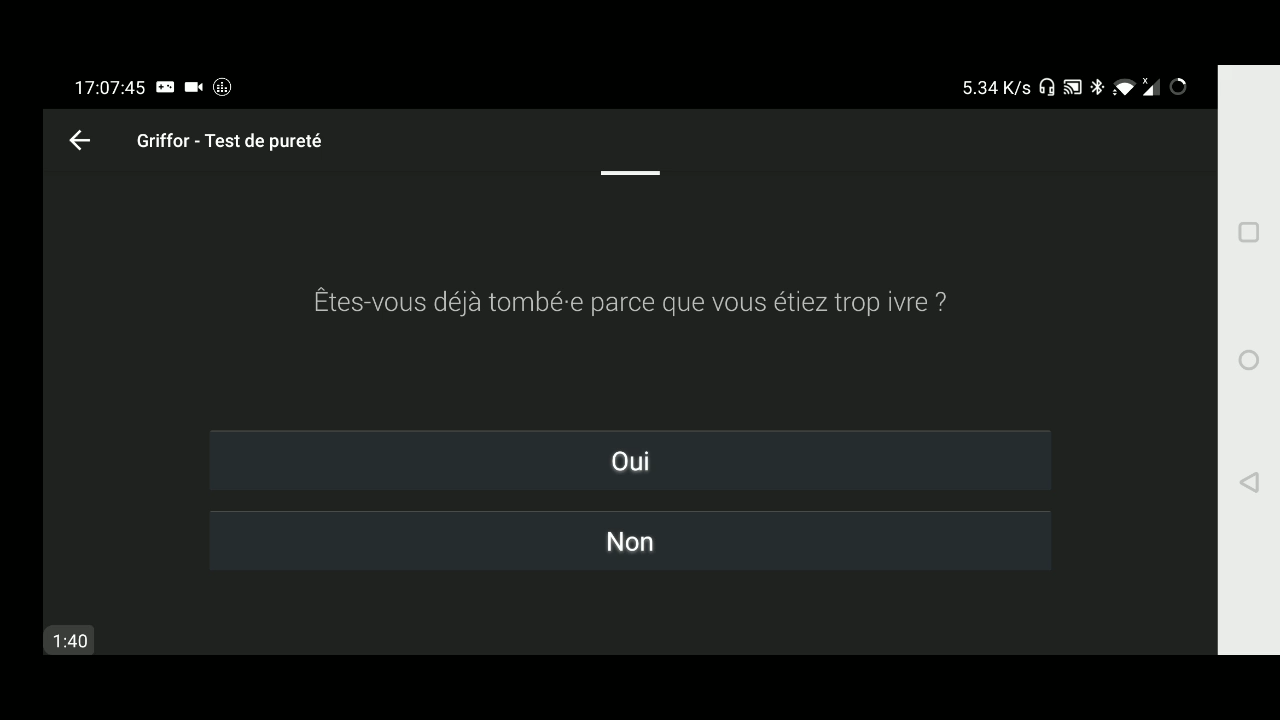 17:07:45
5.34 K/s
Griffor - Test de pureté
Êtes-vous déjà tombé·e parce que vous étiez trop ivre ?
Oui
Non
1:40